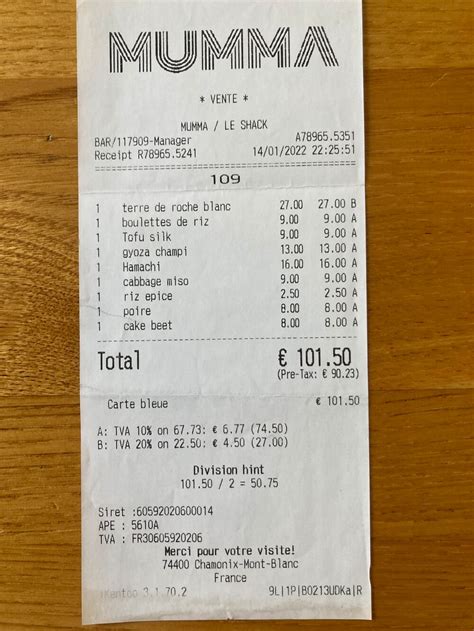 MUMMA
* VENTE *
MUMMA / LE SHACK
BAR/117909-Manager A78965.5351
Receipt R78965.5241 14/01/2022 22:25:51
109
1 terre de roche blanc 27.00 27.00 B
1 boulettes de riz 9.00 9.00 A
1 Tofu silk 9.00 9.00 A
1 gyoza champi 13.00 13.00 A
1 Hamachi 16.00 16.00 A
1 cabbage miso 9.00 9.00 A
1 riz epice 2.50 2.50 A
1 poire 8.00 8.00 A
1 cake beet 8.00 8.00 A
Total € 101.50
(Pre-Tax: € 90.23)
Carte bleue € 101.50
A: TVA 10% on 67.73: € 6.77 (74.50)
B: TVA 20% on 22.50: € 4.50 (27.00)
Division hint
101.50 / 2 = 50.75
Siret :60592020600014
APE : 5610A
TVA : FR30605920206
Merci pour votre visite!
74400 Chamonix-Mont-Blanc
France
3.1.70.2 9L|1P|B0213UDKa|R